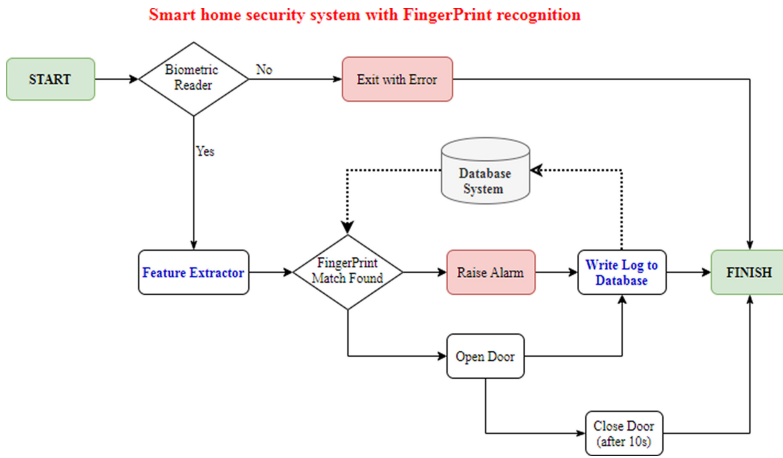 Smart home security system with FingerPrint recognition
START
Biometric
Reader
No
Exit with Error
Yes
Database
System
Feature Extractor
FingerPrint
Match Found
Raise Alarm
Write Log to
Database
FINISH
Open Door
Close Door
(after 10s)